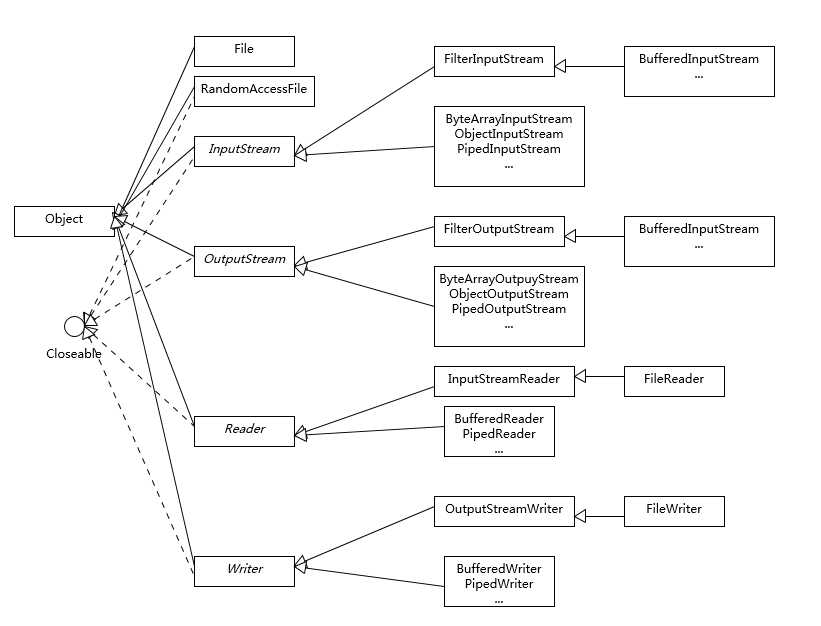 File
RandomAccessFile
InputStream
Object
OutputStream
Closeable
Reader
Writer
FilterInputStream
BufferedInputStream
...
ByteArrayInputStream
ObjectInputStream
PipedInputStream
...
FilterOutputStream
BufferedInputStream
...
ByteArrayOutpuyStream
ObjectOutputStream
PipedOutputStream
...
InputStreamReader
FileReader
BufferedReader
PipedReader
...
OutputStreamWriter
FileWriter
BufferedWriter
PipedWriter
...